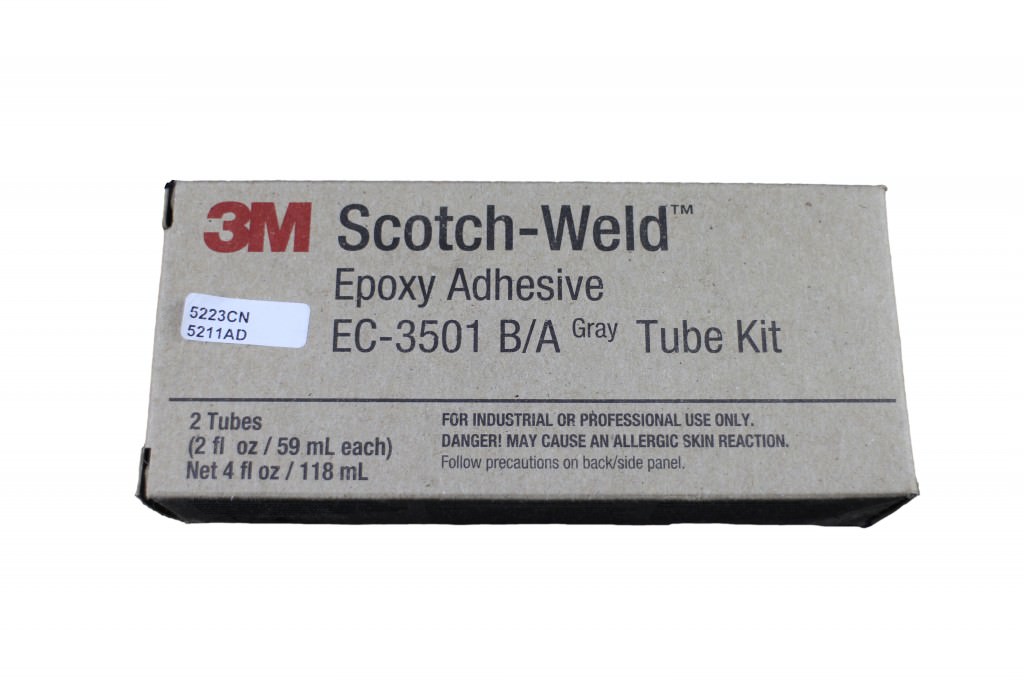 3M Scotch-Weld™
Epoxy Adhesive
EC-3501 B/A Gray Tube Kit
5223CN
5211AD
2 Tubes
(2 fl oz / 59 mL each)
Net 4 fl oz / 118 mL
FOR INDUSTRIAL OR PROFESSIONAL USE ONLY.
DANGER! MAY CAUSE AN ALLERGIC SKIN REACTION.
Follow precautions on back/side panel.